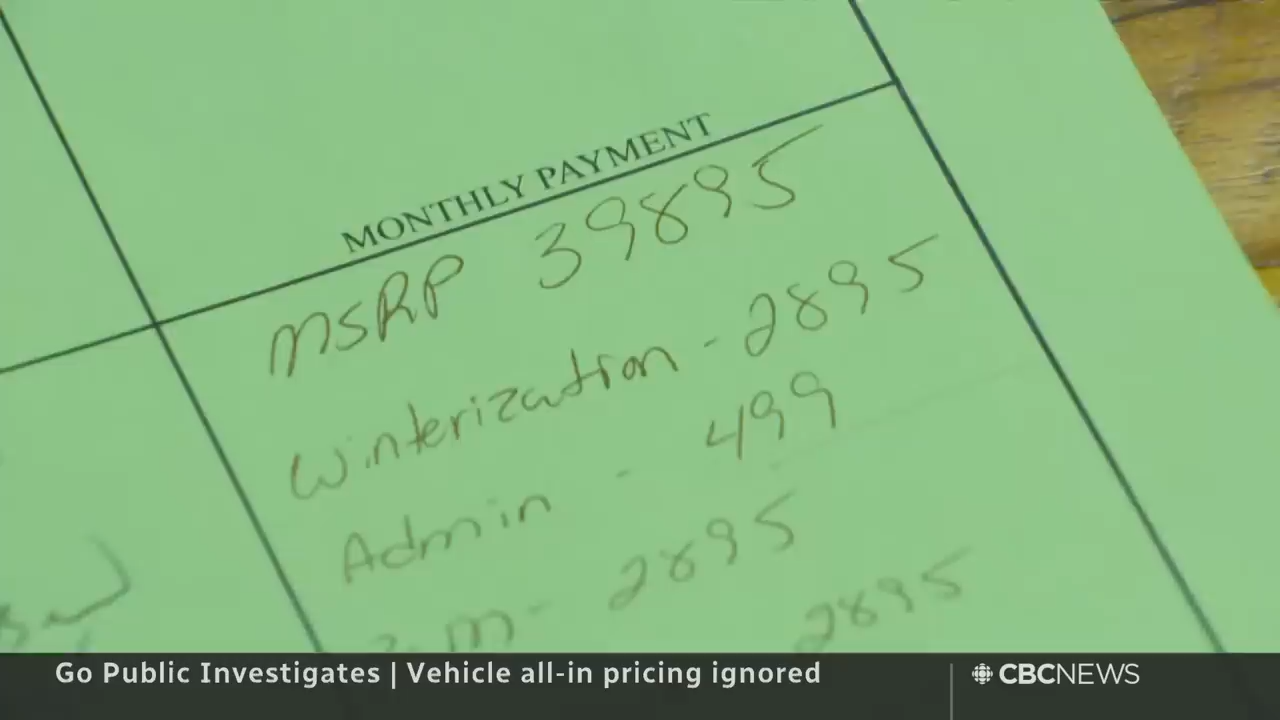 MONTHLY PAYMENT
MSRP 39895
Winterization - 2895
Admin - 499
2895
2895
Go Public Investigates | Vehicle all-in pricing ignored
CBCNEWS